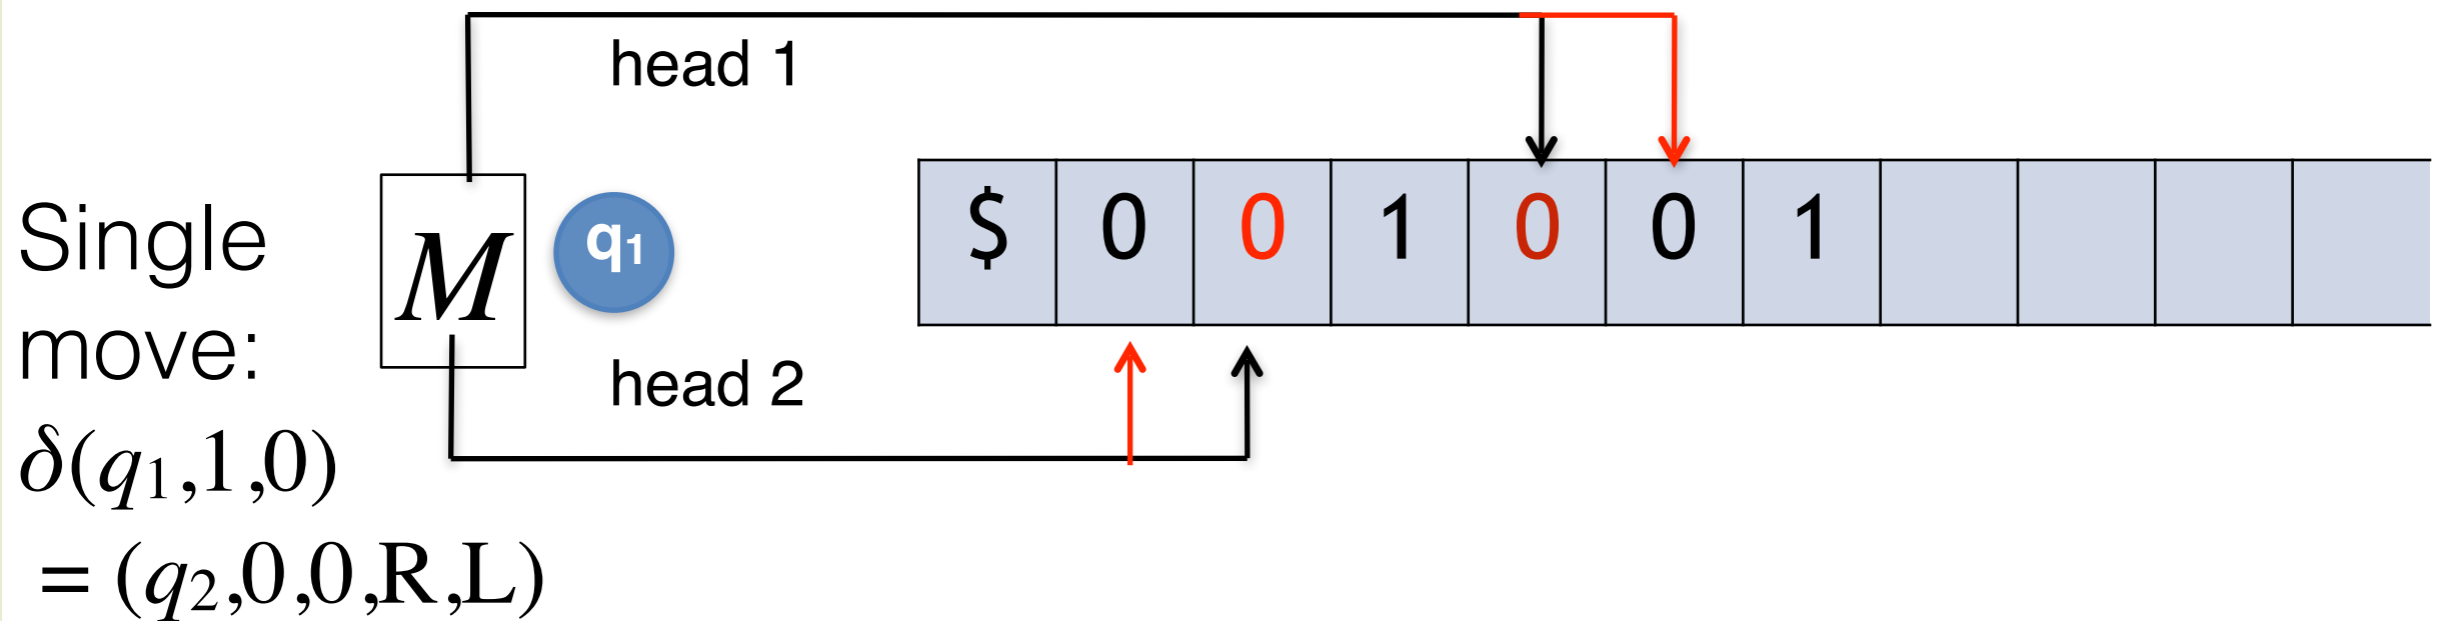 head 1
Single
move:
M
q₁
$ 0 0 1 0 0 1
head 2
δ(q₁,1,0)
= (q₂,0,0,R,L)